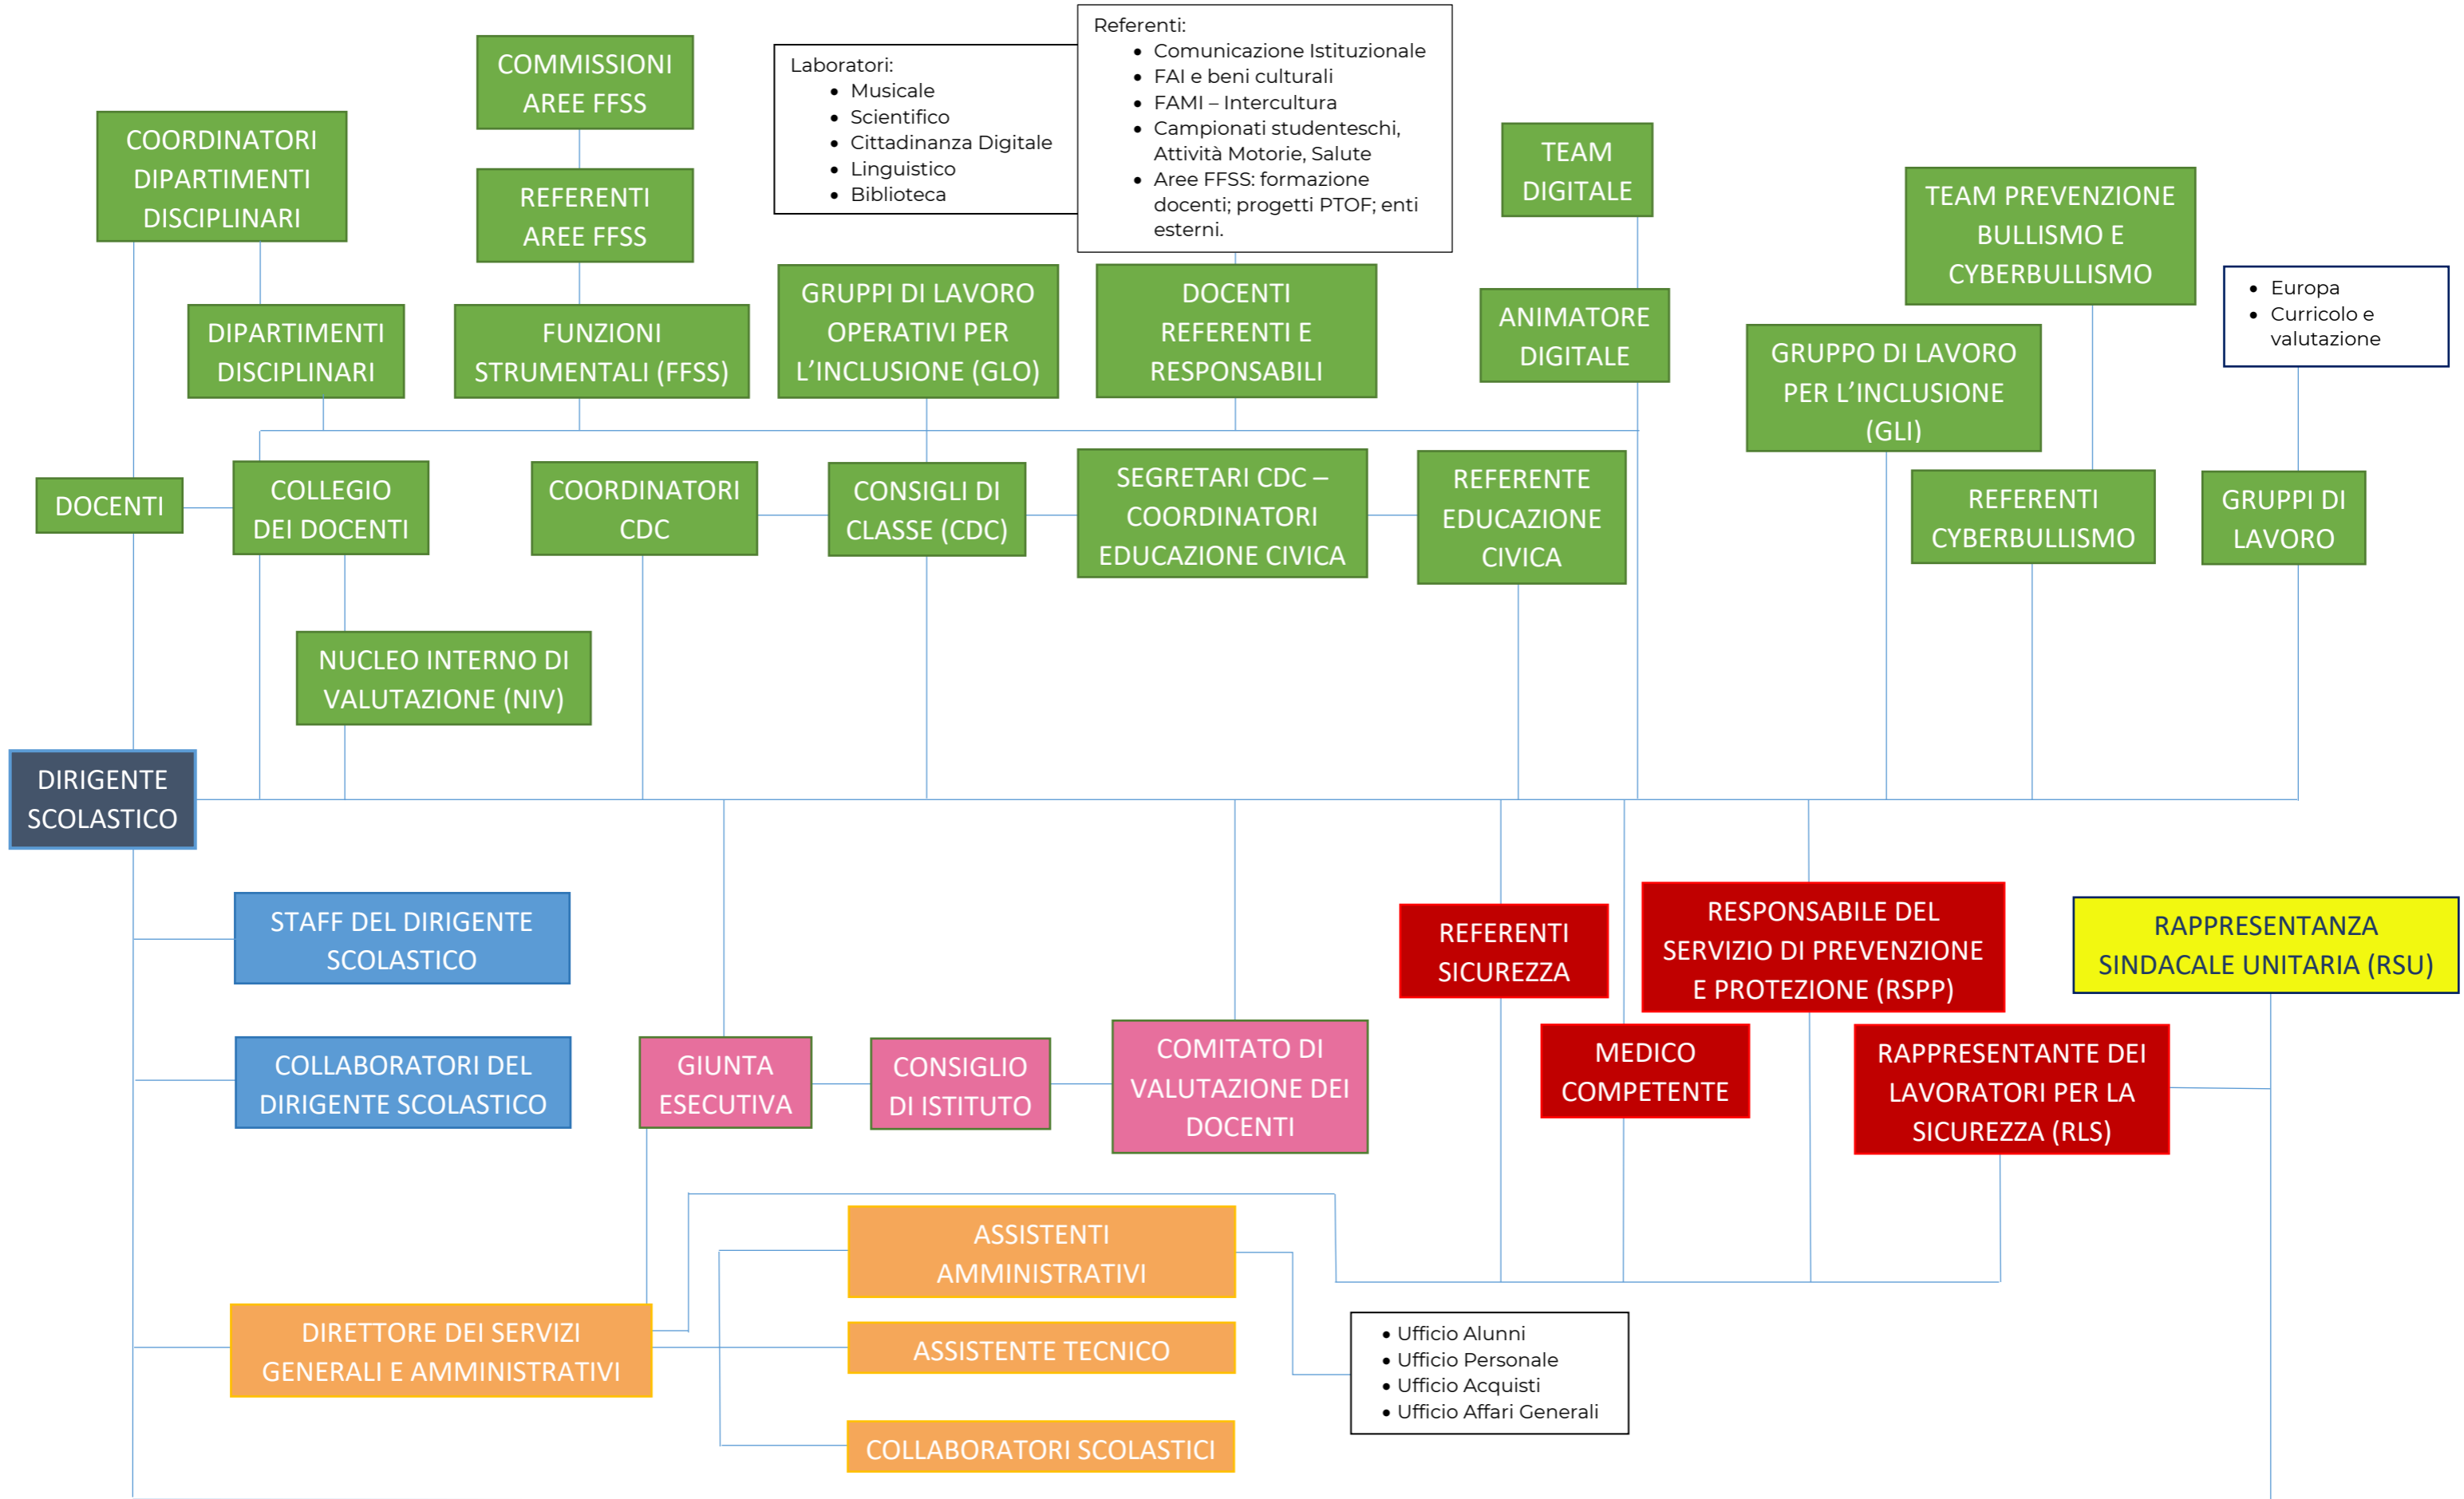 Referenti:
• Comunicazione Istituzionale
• FAI e beni culturali
• FAMI – Intercultura
• Campionati studenteschi,
Attività Motorie, Salute
• Aree FFSS: formazione
docenti; progetti PTOF; enti
esterni.
Laboratori:
• Musicale
• Scientifico
• Cittadinanza Digitale
• Linguistico
• Biblioteca
COMMISSIONI
AREE FFSS
COORDINATORI
DIPARTIMENTI
DISCIPLINARI
REFERENTI
AREE FFSS
TEAM
DIGITALE
TEAM PREVENZIONE
BULLISMO E
CYBERBULLISMO
• Europa
• Curricolo e
valutazione
DIPARTIMENTI
DISCIPLINARI
FUNZIONI
STRUMENTALI (FFSS)
GRUPPI DI LAVORO
OPERATIVI PER
L’INCLUSIONE (GLO)
DOCENTI
REFERENTI E
RESPONSABILI
ANIMATORE
DIGITALE
GRUPPO DI LAVORO
PER L’INCLUSIONE
(GLI)
DOCENTI
COLLEGIO
DEI DOCENTI
COORDINATORI
CDC
CONSIGLI DI
CLASSE (CDC)
SEGRETARI CDC –
COORDINATORI
EDUCAZIONE CIVICA
REFERENTE
EDUCAZIONE
CIVICA
REFERENTI
CYBERBULLISMO
GRUPPI DI
LAVORO
NUCLEO INTERNO DI
VALUTAZIONE (NIV)
DIRIGENTE
SCOLASTICO
STAFF DEL DIRIGENTE
SCOLASTICO
REFERENTI
SICUREZZA
RESPONSABILE DEL
SERVIZIO DI PREVENZIONE
E PROTEZIONE (RSPP)
RAPPRESENTANZA
SINDACALE UNITARIA (RSU)
COLLABORATORI DEL
DIRIGENTE SCOLASTICO
GIUNTA
ESECUTIVA
CONSIGLIO
DI ISTITUTO
COMITATO DI
VALUTAZIONE DEI
DOCENTI
MEDICO
COMPETENTE
RAPPRESENTANTE DEI
LAVORATORI PER LA
SICUREZZA (RLS)
ASSISTENTI
AMMINISTRATIVI
DIRETTORE DEI SERVIZI
GENERALI E AMMINISTRATIVI
ASSISTENTE TECNICO
• Ufficio Alunni
• Ufficio Personale
• Ufficio Acquisti
• Ufficio Affari Generali
COLLABORATORI SCOLASTICI